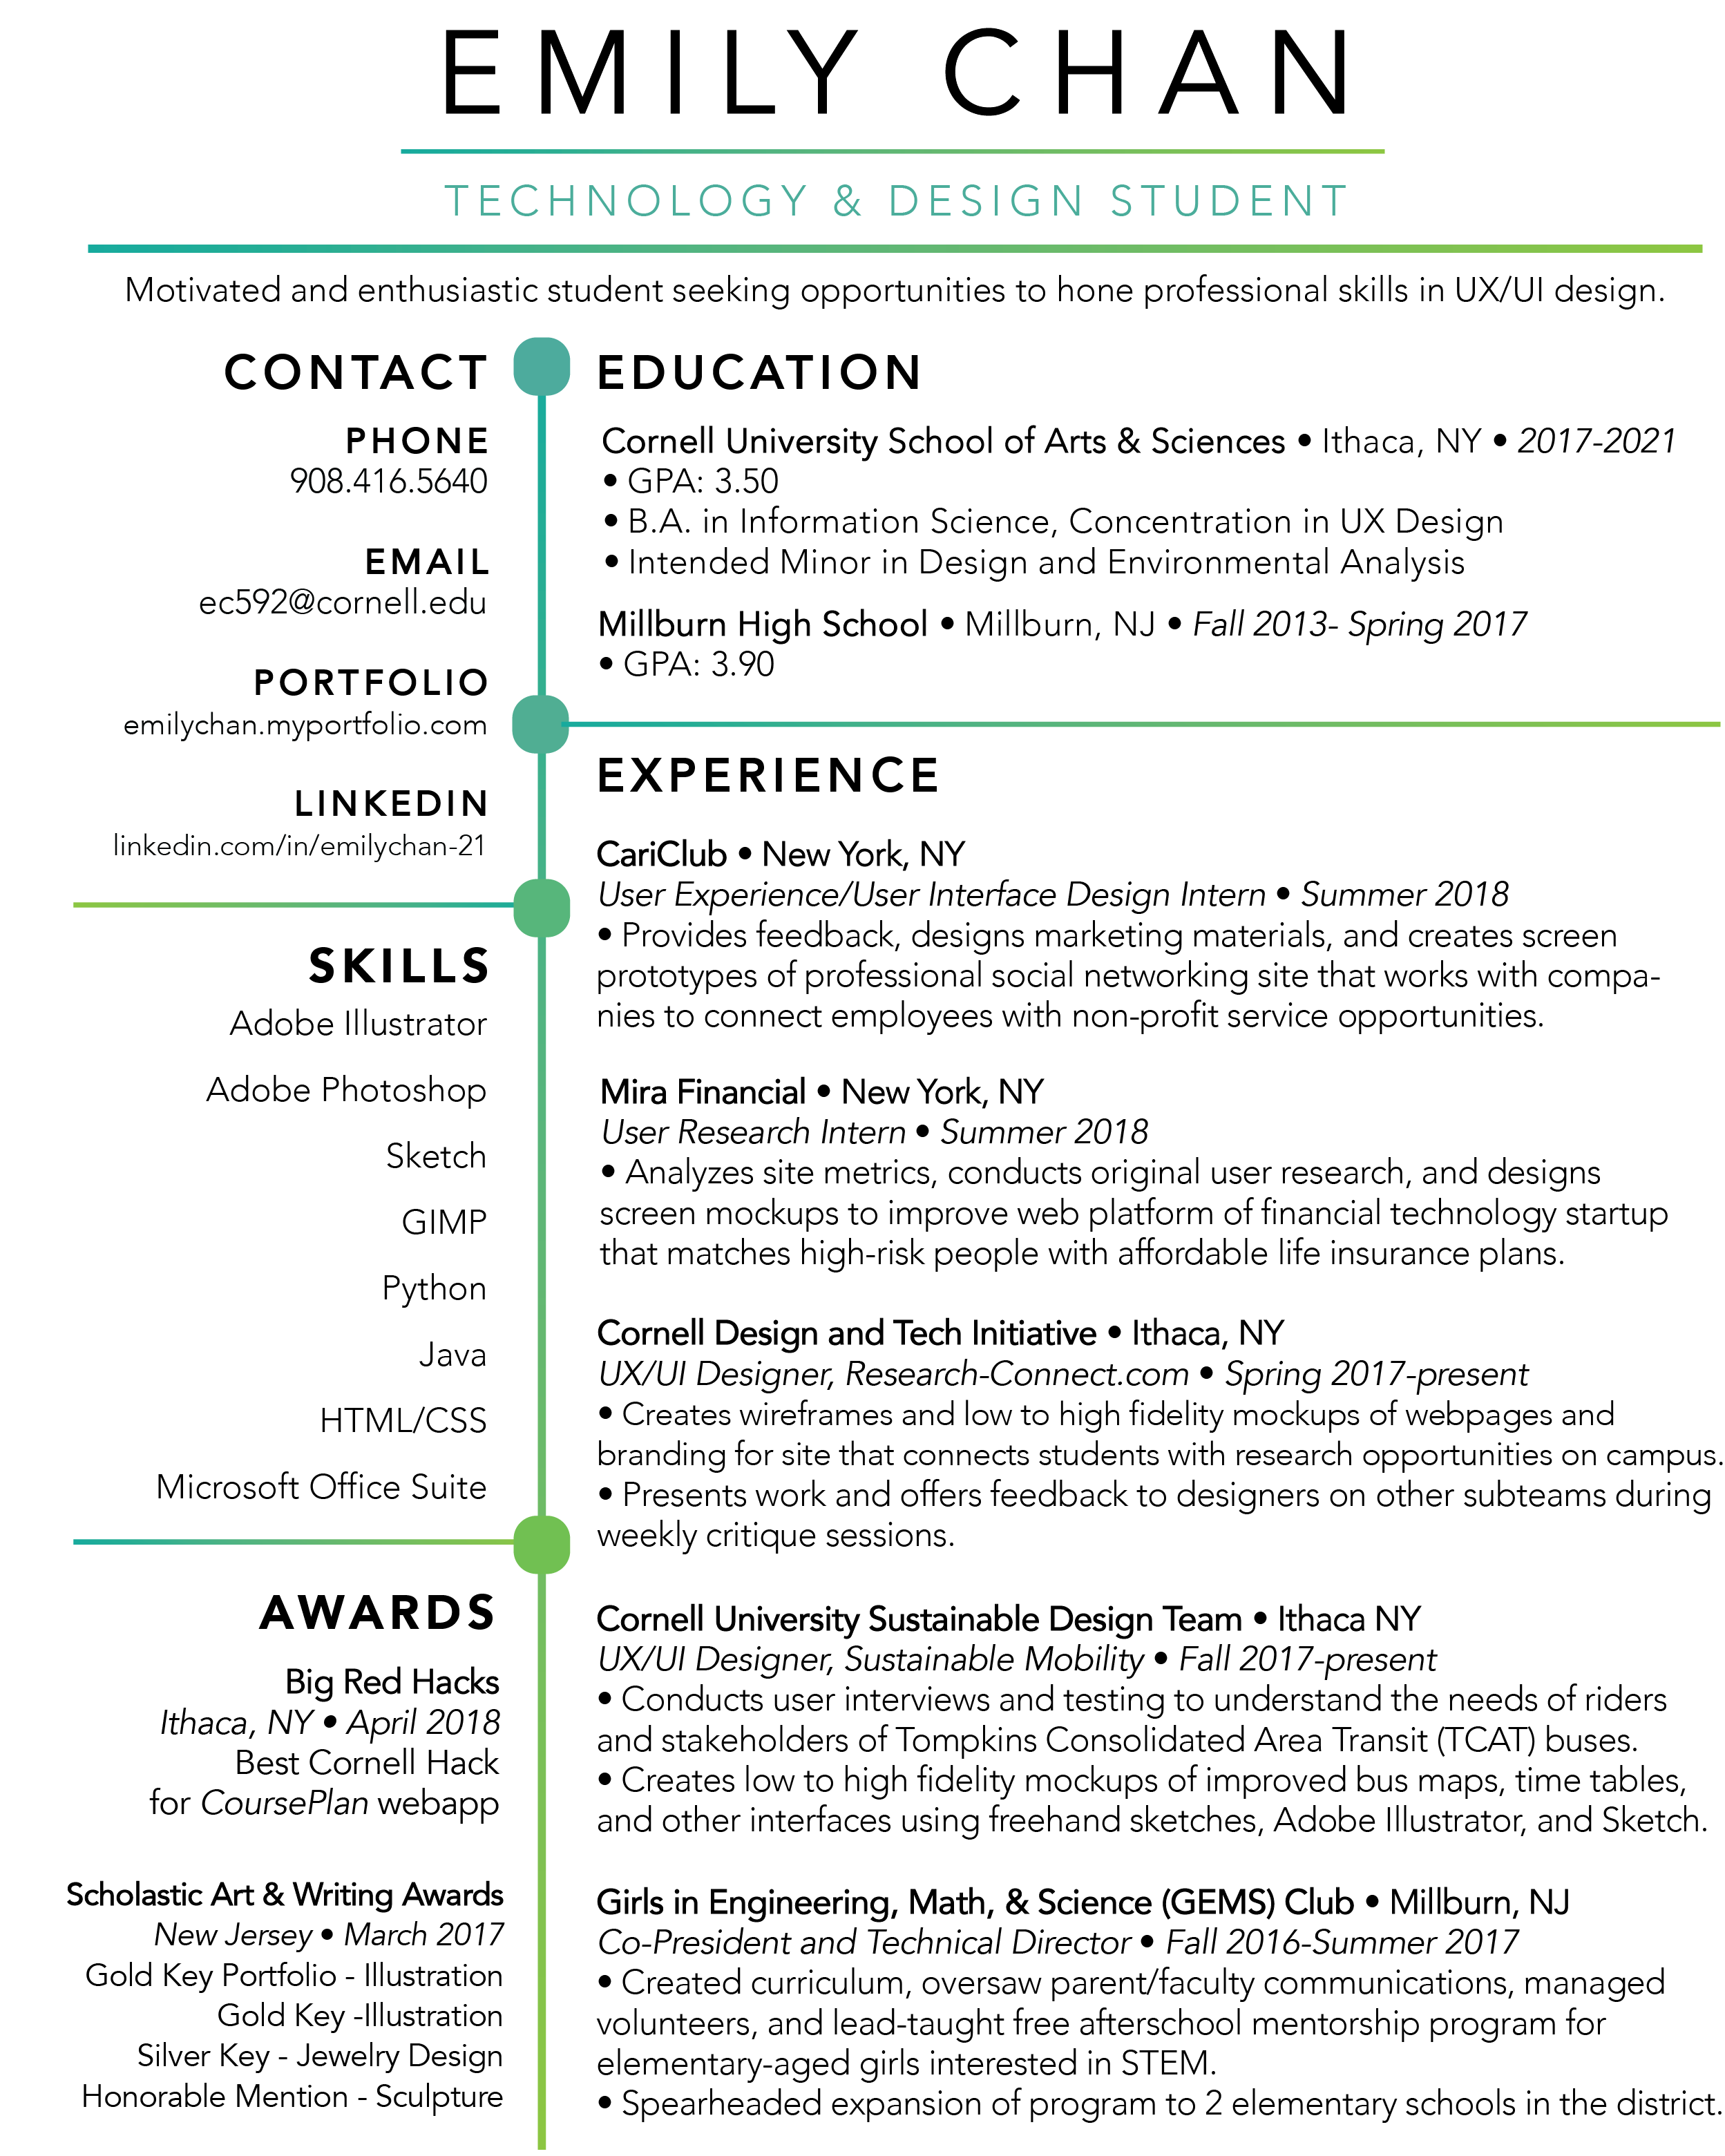 EMILY CHAN
TECHNOLOGY & DESIGN STUDENT
Motivated and enthusiastic student seeking opportunities to hone professional skills in UX/UI design.
CONTACT
PHONE
908.416.5640
EMAIL
ec592@cornell.edu
PORTFOLIO
emilychan.myportfolio.com
LINKEDIN
linkedin.com/in/emilychan-21
SKILLS
Adobe Illustrator
Adobe Photoshop
Sketch
GIMP
Python
Java
HTML/CSS
Microsoft Office Suite
AWARDS
Big Red Hacks
Ithaca, NY • April 2018
Best Cornell Hack
for CoursePlan webapp
Scholastic Art & Writing Awards
New Jersey • March 2017
Gold Key Portfolio - Illustration
Gold Key -Illustration
Silver Key - Jewelry Design
Honorable Mention - Sculpture
EDUCATION
Cornell University School of Arts & Sciences • Ithaca, NY • 2017-2021
• GPA: 3.50
• B.A. in Information Science, Concentration in UX Design
• Intended Minor in Design and Environmental Analysis
Millburn High School • Millburn, NJ • Fall 2013- Spring 2017
• GPA: 3.90
EXPERIENCE
CariClub • New York, NY
User Experience/User Interface Design Intern • Summer 2018
• Provides feedback, designs marketing materials, and creates screen
prototypes of professional social networking site that works with compa-
nies to connect employees with non-profit service opportunities.
Mira Financial • New York, NY
User Research Intern • Summer 2018
• Analyzes site metrics, conducts original user research, and designs
screen mockups to improve web platform of financial technology startup
that matches high-risk people with affordable life insurance plans.
Cornell Design and Tech Initiative • Ithaca, NY
UX/UI Designer, Research-Connect.com • Spring 2017-present
• Creates wireframes and low to high fidelity mockups of webpages and
branding for site that connects students with research opportunities on campus.
• Presents work and offers feedback to designers on other subteams during
weekly critique sessions.
Cornell University Sustainable Design Team • Ithaca NY
UX/UI Designer, Sustainable Mobility • Fall 2017-present
• Conducts user interviews and testing to understand the needs of riders
and stakeholders of Tompkins Consolidated Area Transit (TCAT) buses.
• Creates low to high fidelity mockups of improved bus maps, time tables,
and other interfaces using freehand sketches, Adobe Illustrator, and Sketch.
Girls in Engineering, Math, & Science (GEMS) Club • Millburn, NJ
Co-President and Technical Director • Fall 2016-Summer 2017
• Created curriculum, oversaw parent/faculty communications, managed
volunteers, and lead-taught free afterschool mentorship program for
elementary-aged girls interested in STEM.
• Spearheaded expansion of program to 2 elementary schools in the district.